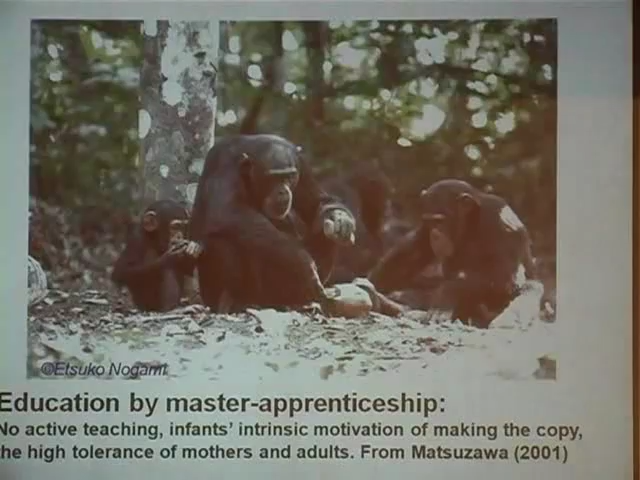 ©Etsuko Nogami
Education by master-apprenticeship:
No active teaching, infants' intrinsic motivation of making the copy,
the high tolerance of mothers and adults. From Matsuzawa (2001)